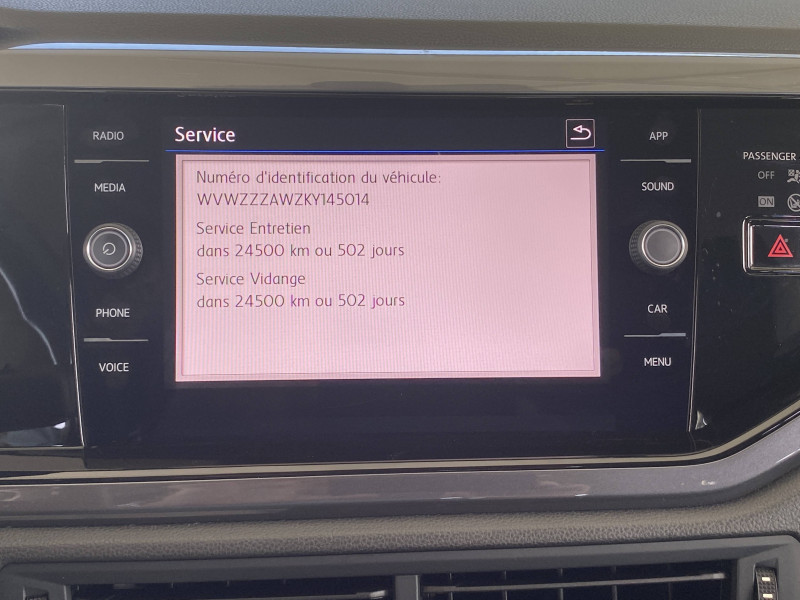 RADIO
MEDIA
PHONE
VOICE
Service
Numéro d'identification du véhicule:
WVWZZZAWZKY145014
Service Entretien
dans 24500 km ou 502 jours
Service Vidange
dans 24500 km ou 502 jours
APP
SOUND
CAR
MENU
PASSENGER
OFF
ON